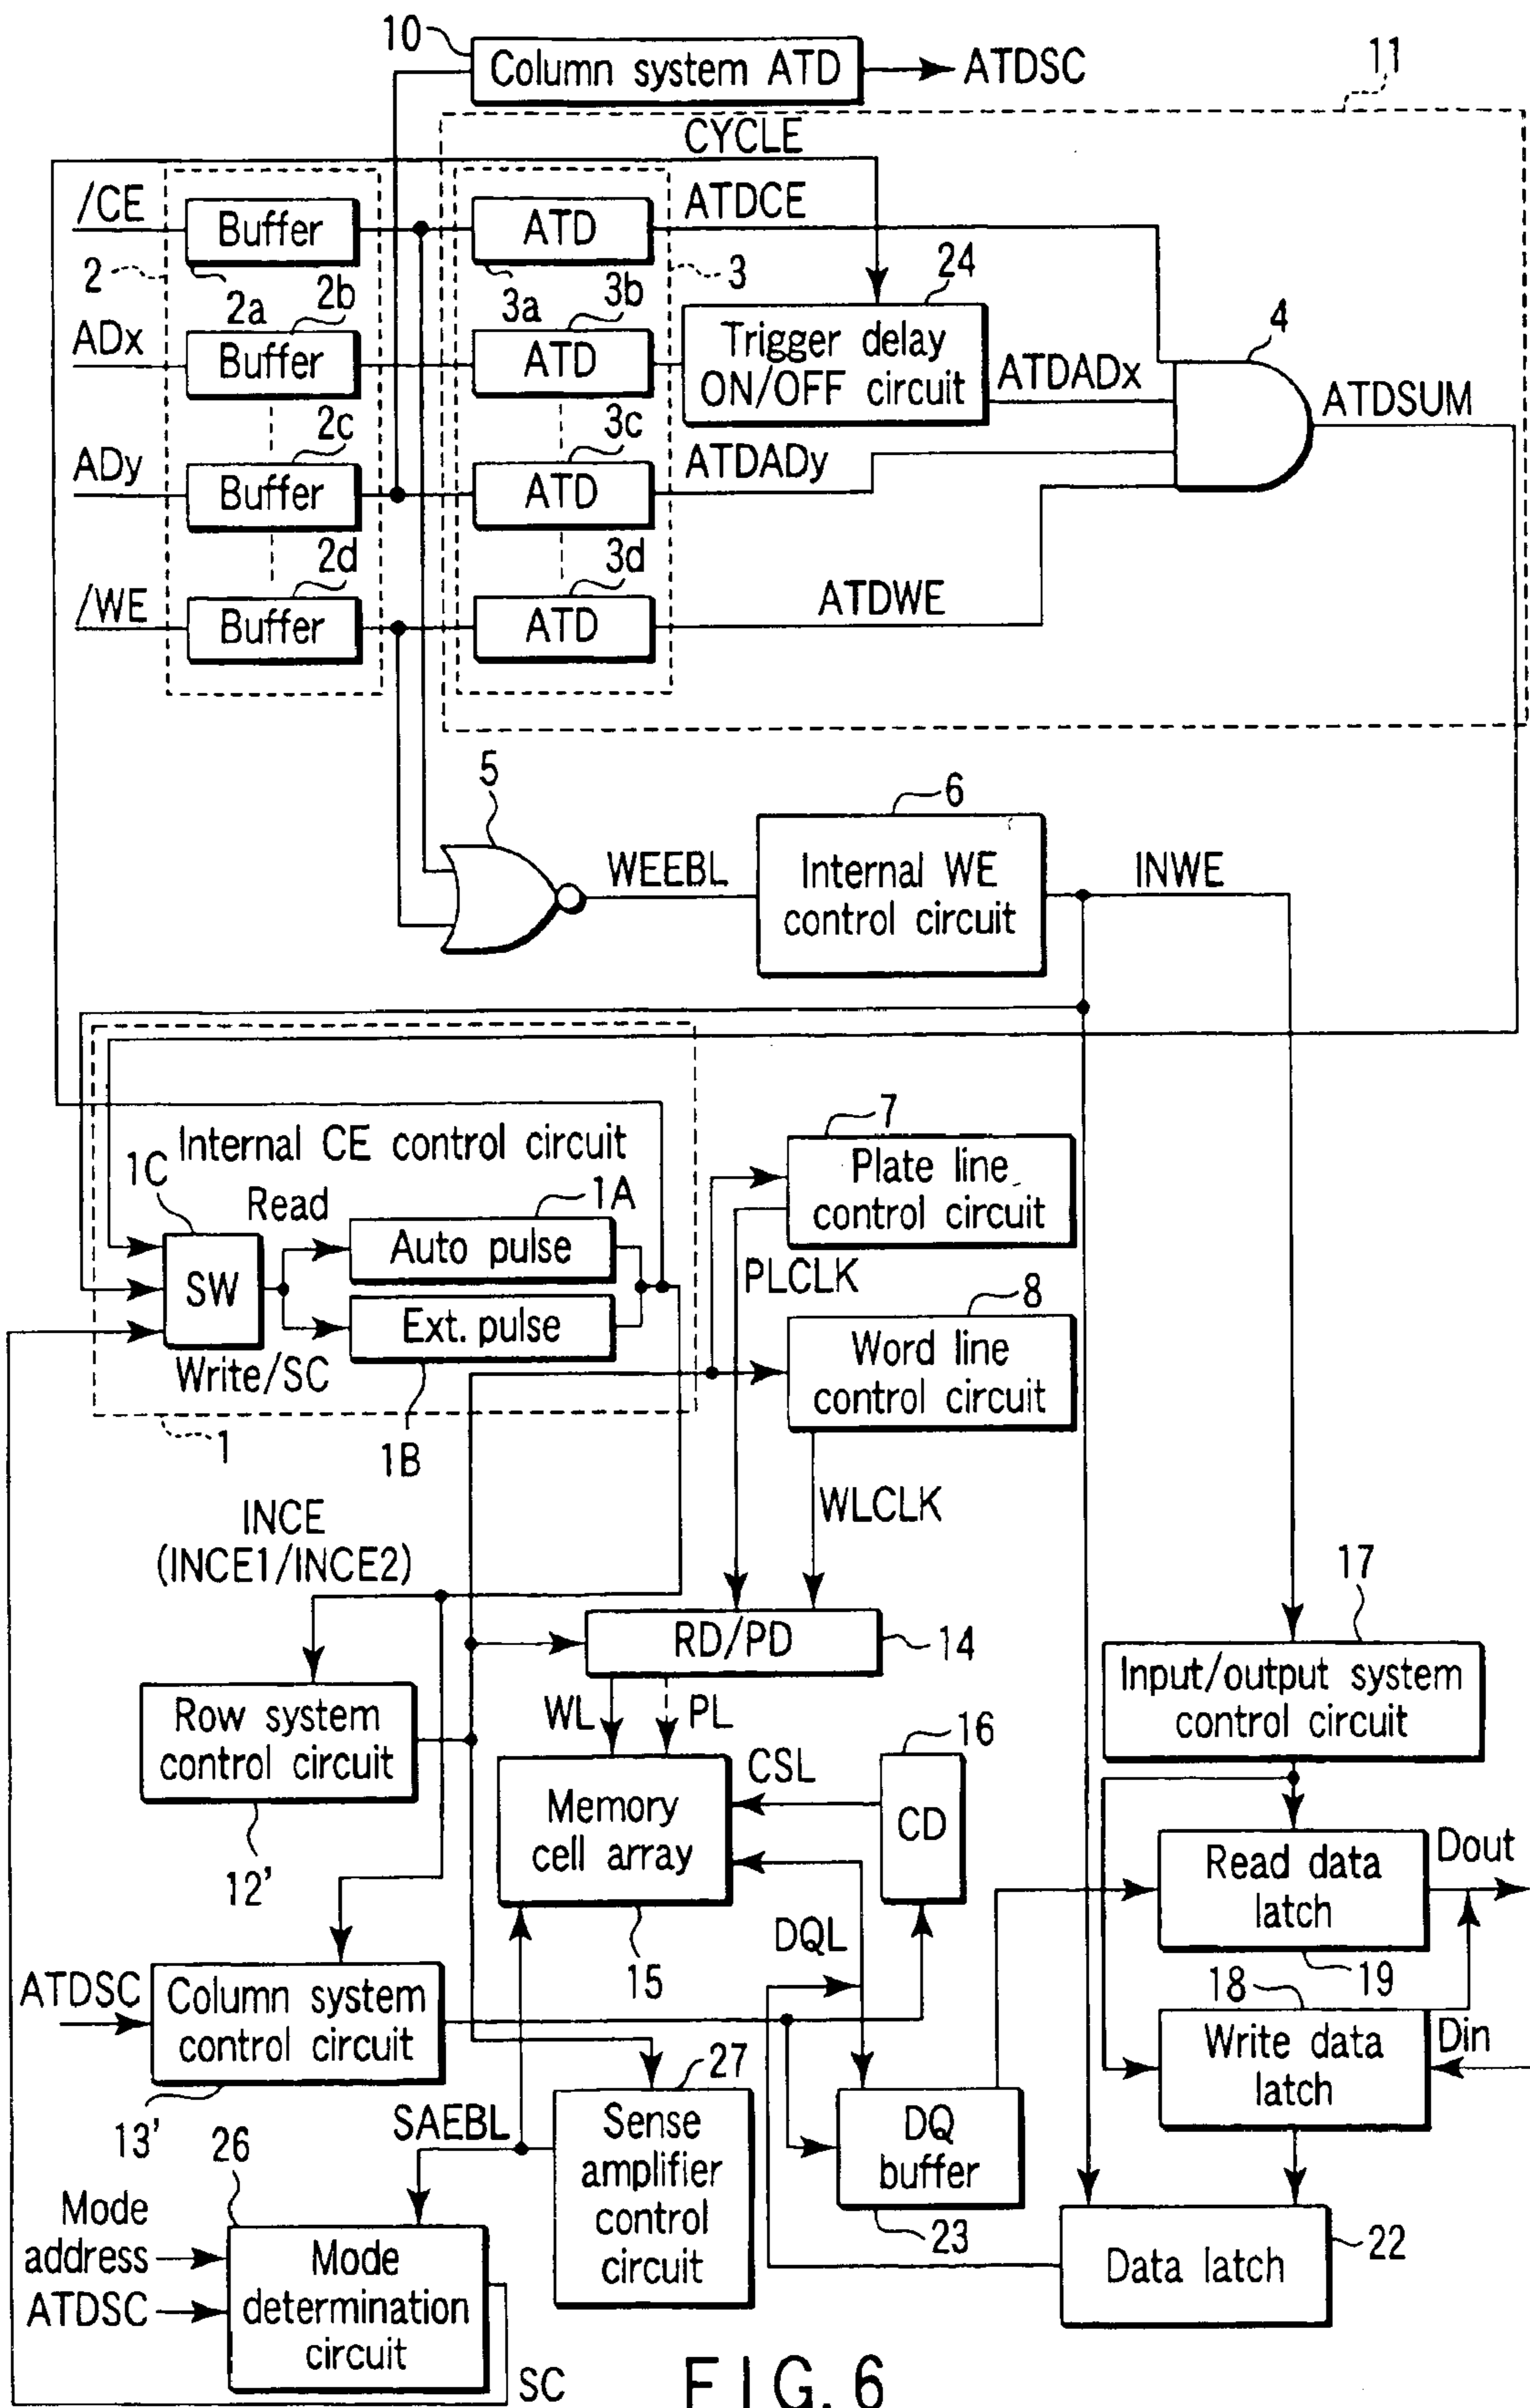 10
Column system ATD
ATDSC
11
CYCLE
/CE
Buffer
ATD
ATDCE
2
2a
2b
3a
3b
3
24
ADx
Buffer
ATD
Trigger delay
ON/OFF circuit
ATDADx
4
ATDSUM
2c
3c
ADy
Buffer
ATD
ATDADy
2d
3d
/WE
Buffer
ATD
ATDWE
5
WEEBL
6
Internal WE
control circuit
INWE
Internal CE control circuit
1C
Read
1A
Auto pulse
SW
Ext. pulse
Write/SC
1
1B
7
Plate line
control circuit
PLCLK
8
Word line
control circuit
WLCLK
INCE
(INCE1/INCE2)
RD/PD
14
17
Input/output system
control circuit
Row system
control circuit
12'
WL
PL
16
CSL
CD
Memory
cell array
15
DQL
Read data
latch
Dout
19
18
Write data
latch
Din
ATDSC
Column system
control circuit
13'
27
SAEBL
Sense
amplifier
control
circuit
DQ
buffer
23
26
Mode
address
ATDSC
Mode
determination
circuit
SC
Data latch
22
FIG. 6